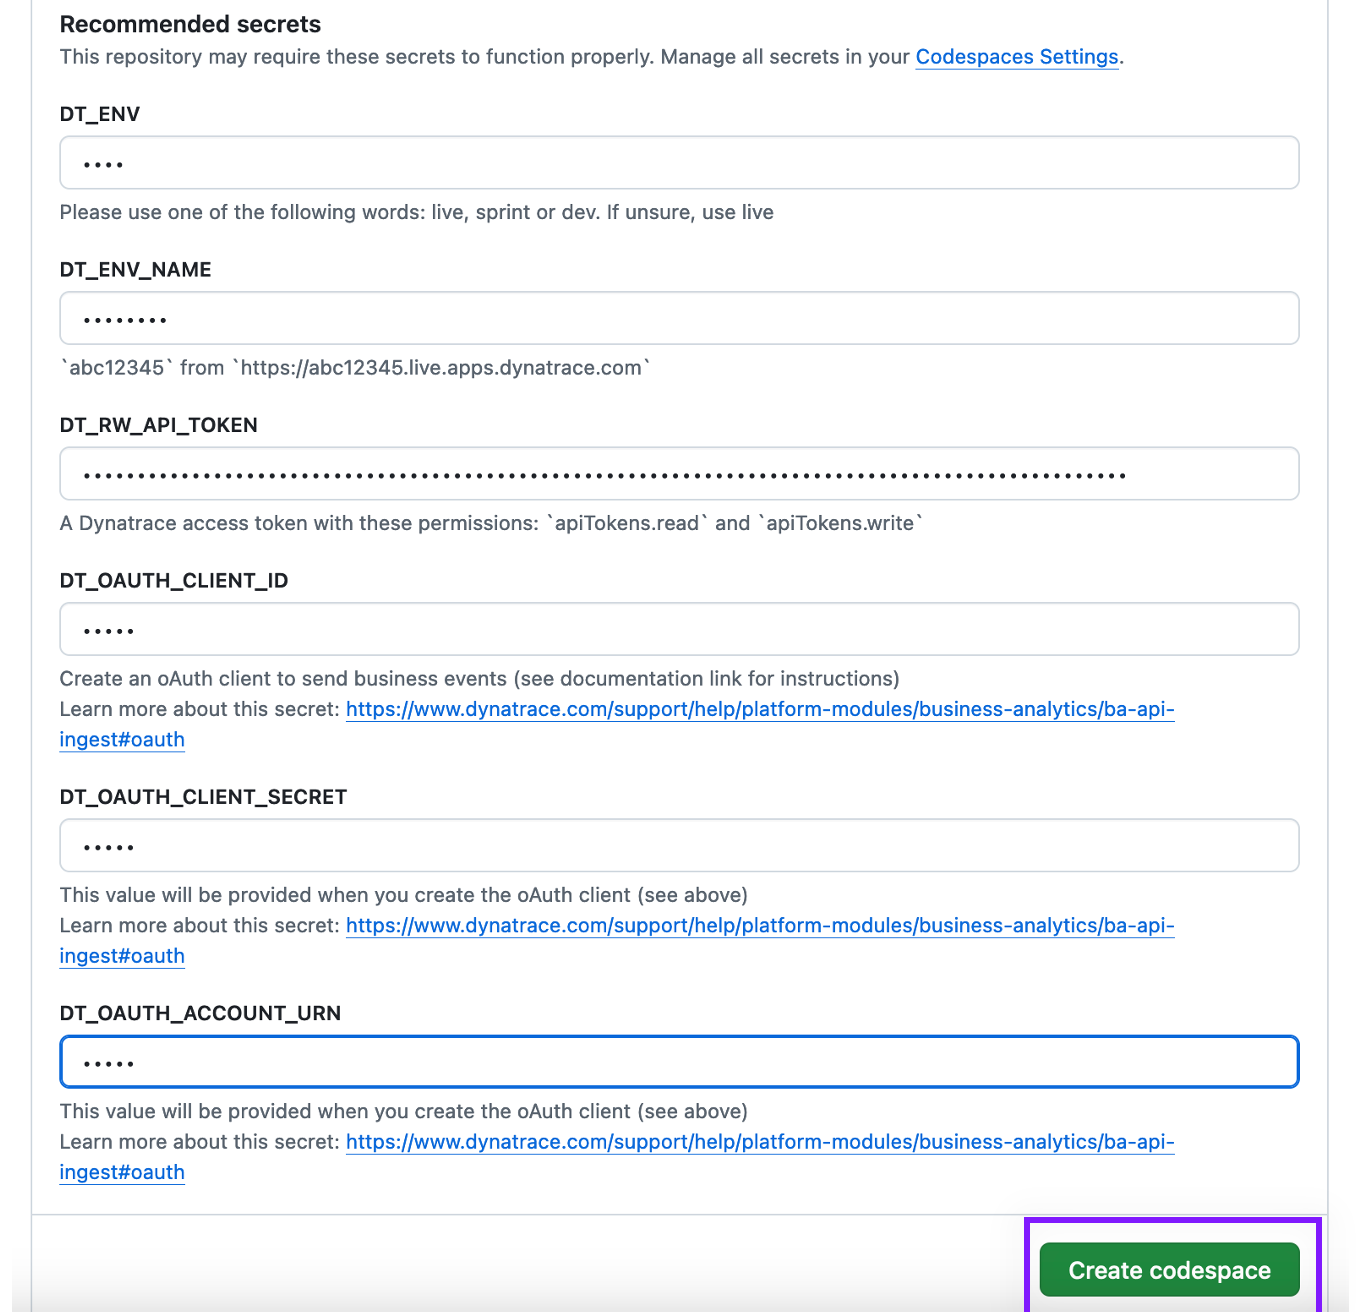 Recommended secrets
This repository may require these secrets to function properly. Manage all secrets in your Codespaces Settings.
DT_ENV
••••
Please use one of the following words: live, sprint or dev. If unsure, use live
DT_ENV_NAME
••••••••
`abc12345` from `https://abc12345.live.apps.dynatrace.com`
DT_RW_API_TOKEN
••••••••••••••••••••••••••••••••••••••••••••••••••••••••••••••••••••••••••••••••••••••••••••••••
A Dynatrace access token with these permissions: `apiTokens.read` and `apiTokens.write`
DT_OAUTH_CLIENT_ID
•••••
Create an oAuth client to send business events (see documentation link for instructions)
Learn more about this secret: https://www.dynatrace.com/support/help/platform-modules/business-analytics/ba-api-
ingest#oauth
DT_OAUTH_CLIENT_SECRET
•••••
This value will be provided when you create the oAuth client (see above)
Learn more about this secret: https://www.dynatrace.com/support/help/platform-modules/business-analytics/ba-api-
ingest#oauth
DT_OAUTH_ACCOUNT_URN
•••••
This value will be provided when you create the oAuth client (see above)
Learn more about this secret: https://www.dynatrace.com/support/help/platform-modules/business-analytics/ba-api-
ingest#oauth
Create codespace